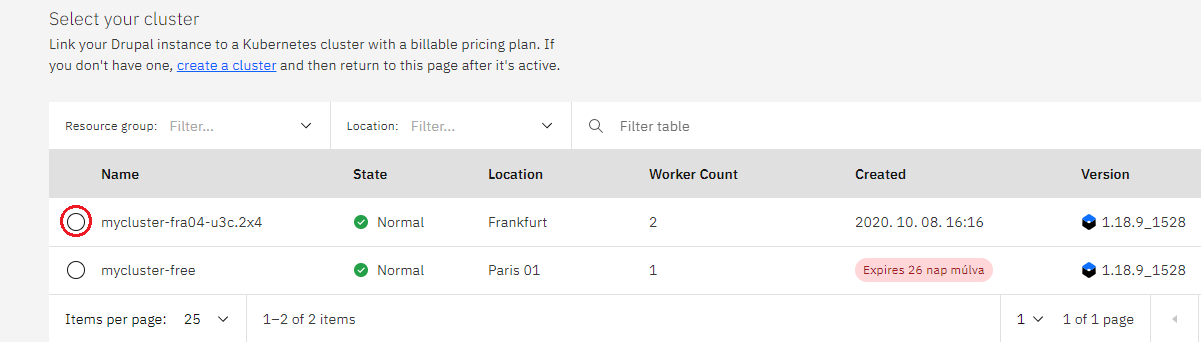 Select your cluster
Link your Drupal instance to a Kubernetes cluster with a billable pricing plan. If
you don't have one, create a cluster and then return to this page after it's active.
Resource group: Filter... Location: Filter... Filter table
Name State Location Worker Count Created Version
mycluster-fra04-u3c.2x4 Normal Frankfurt 2 2020. 10. 08. 16:16 1.18.9_1528
mycluster-free Normal Paris 01 1 Expires 26 nap múlva 1.18.9_1528
Items per page: 25 1–2 of 2 items 1 1 of 1 page